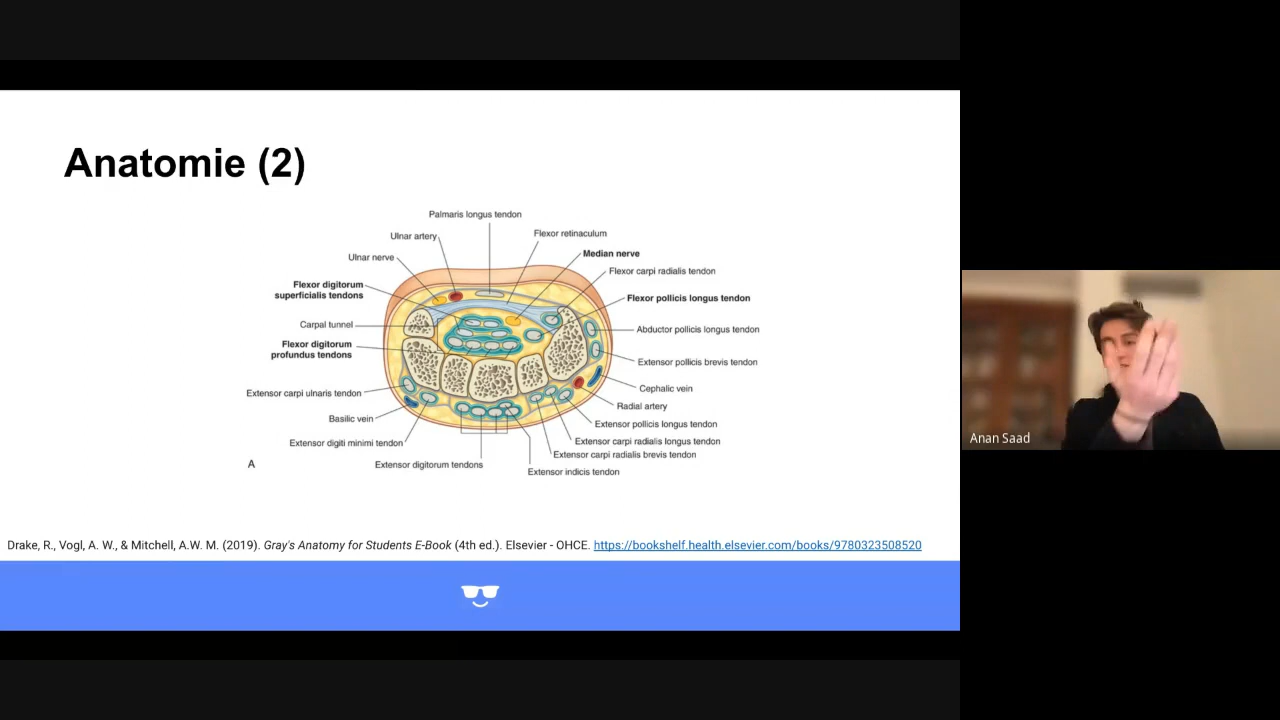 Anatomie (2)
Palmaris longus tendon
Ulnar artery
Flexor retinaculum
Ulnar nerve
Median nerve
Flexor carpi radialis tendon
Flexor digitorum
superficialis tendons
Flexor pollicis longus tendon
Carpal tunnel
Abductor pollicis longus tendon
Flexor digitorum
profundus tendons
Extensor pollicis brevis tendon
Extensor carpi ulnaris tendon
Cephalic vein
Radial artery
Basilic vein
Extensor pollicis longus tendon
Extensor digiti minimi tendon
Extensor carpi radialis longus tendon
Extensor carpi radialis brevis tendon
A
Extensor digitorum tendons
Extensor indicis tendon
Anan Saad
Drake, R., Vogl, A. W., & Mitchell, A.W. M. (2019). Gray's Anatomy for Students E-Book (4th ed.). Elsevier - OHCE. https://bookshelf.health.elsevier.com/books/9780323508520